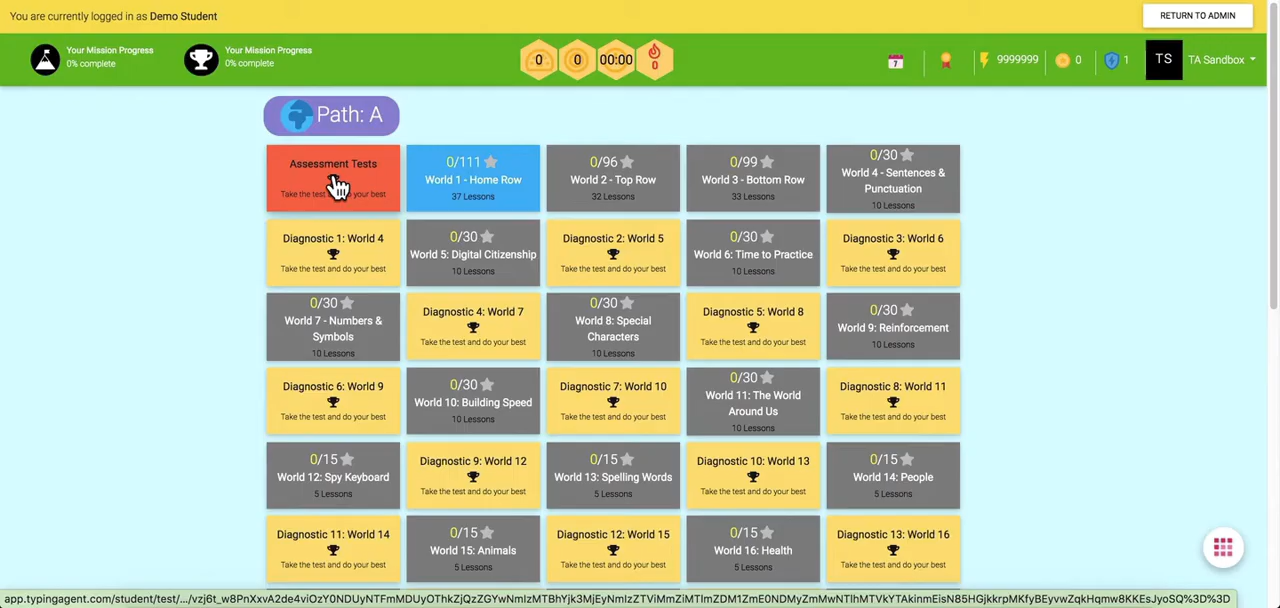 You are currently logged in as Demo Student
RETURN TO ADMIN
Your Mission Progress
0% complete
Your Mission Progress
0% complete
0
0
00:00
0
7
9999999
0
1
TS
TA Sandbox
Path: A
Assessment Tests
Take the test your best
0/111
World 1 - Home Row
37 Lessons
0/96
World 2 - Top Row
32 Lessons
0/99
World 3 - Bottom Row
33 Lessons
0/30
World 4 - Sentences &
Punctuation
10 Lessons
Diagnostic 1: World 4
Take the test and do your best
0/30
World 5: Digital Citizenship
10 Lessons
Diagnostic 2: World 5
Take the test and do your best
0/30
World 6: Time to Practice
10 Lessons
Diagnostic 3: World 6
Take the test and do your best
0/30
World 7 - Numbers &
Symbols
10 Lessons
Diagnostic 4: World 7
Take the test and do your best
0/30
World 8: Special
Characters
10 Lessons
Diagnostic 5: World 8
Take the test and do your best
0/30
World 9: Reinforcement
10 Lessons
Diagnostic 6: World 9
Take the test and do your best
0/30
World 10: Building Speed
10 Lessons
Diagnostic 7: World 10
Take the test and do your best
0/30
World 11: The World
Around Us
10 Lessons
Diagnostic 8: World 11
Take the test and do your best
0/15
World 12: Spy Keyboard
5 Lessons
Diagnostic 9: World 12
Take the test and do your best
0/15
World 13: Spelling Words
5 Lessons
Diagnostic 10: World 13
Take the test and do your best
0/15
World 14: People
5 Lessons
Diagnostic 11: World 14
Take the test and do your best
0/15
World 15: Animals
5 Lessons
Diagnostic 12: World 15
Take the test and do your best
0/15
World 16: Health
5 Lessons
Diagnostic 13: World 16
Take the test and do your best